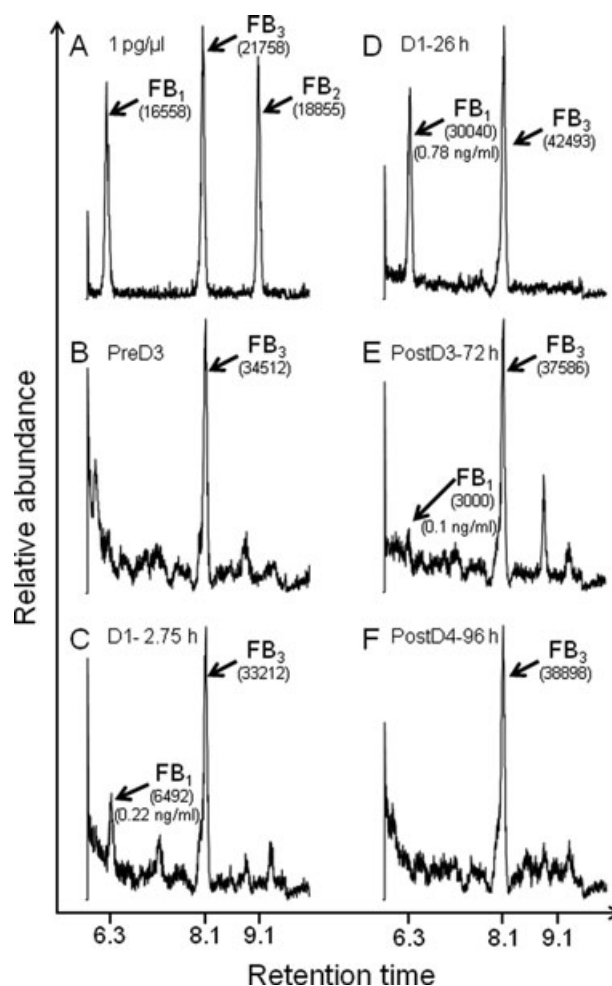 A 1 pg/µl
FB₃
(21758)
FB₁
(16558)
FB₂
(18855)
B PreD3
FB₃
(34512)
C D1- 2.75 h
FB₃
(33212)
FB₁
(6492)
(0.22 ng/ml)
D D1-26 h
FB₁
(30040)
(0.78 ng/ml)
FB₃
(42493)
E PostD3-72 h
FB₃
(37586)
FB₁
(3000)
(0.1 ng/ml)
F PostD4-96 h
FB₃
(38898)
Relative abundance
6.3 8.1 9.1 6.3 8.1 9.1
Retention time